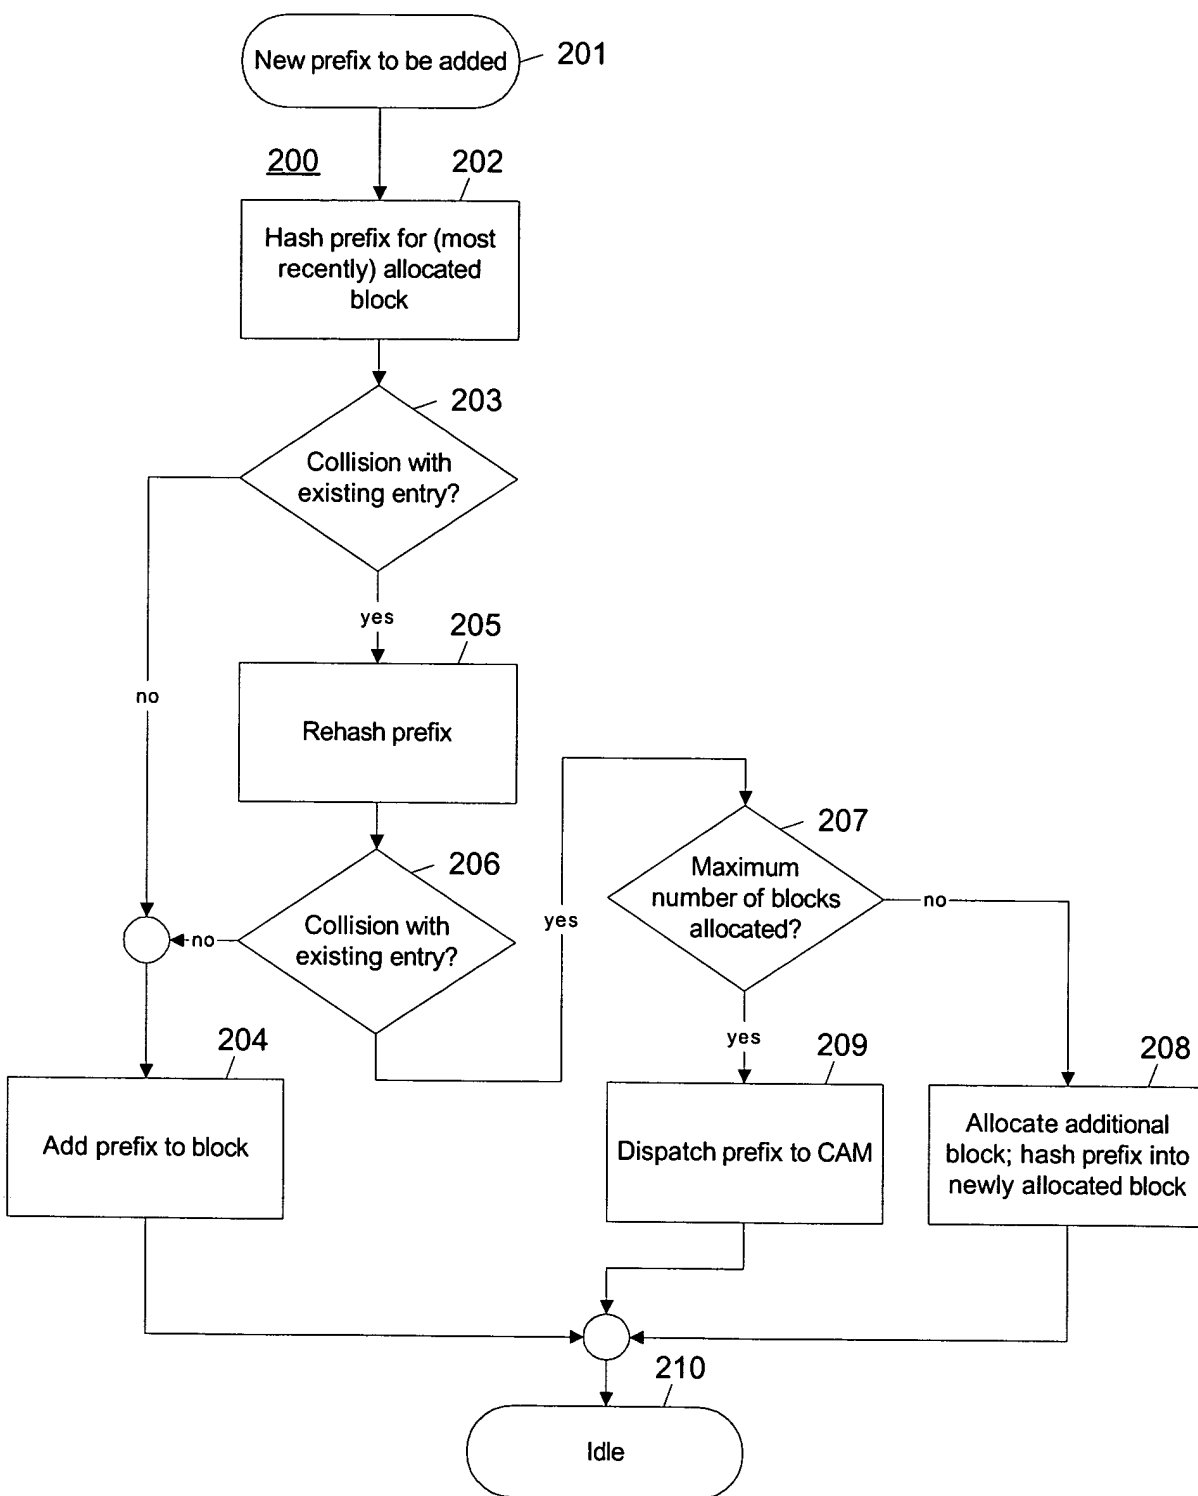 New prefix to be added
201
200
202
Hash prefix for (most
recently) allocated
block
203
Collision with
existing entry?
yes
205
no
Rehash prefix
207
206
Maximum
number of blocks
allocated?
no
yes
Collision with
existing entry?
no
yes
204
209
208
Add prefix to block
Dispatch prefix to CAM
Allocate additional
block; hash prefix into
newly allocated block
210
Idle